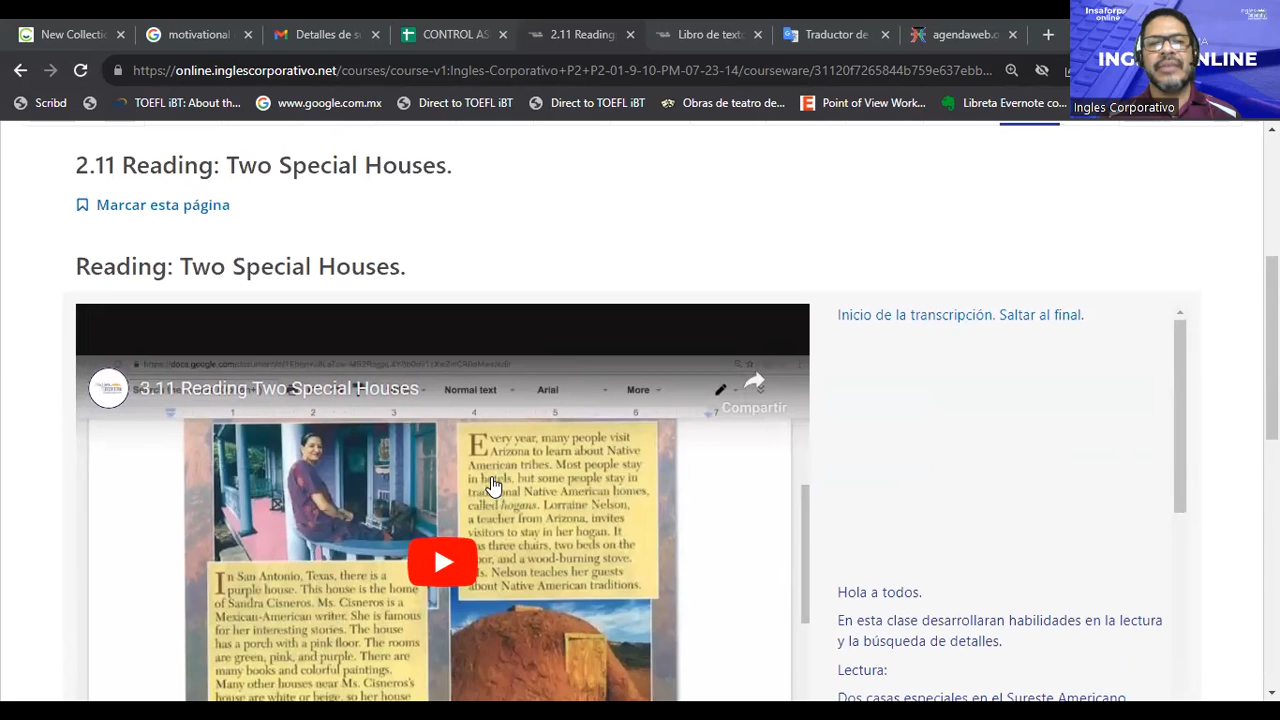 New Collecti
motivational
Detalles de su
CONTROL AS
2.11 Reading:
Libro de texto
Traductor de
agendaweb.o
Insaforp
online
INGLES ONLINE
Ingles Corporativo
https://online.inglescorporativo.net/courses/course-v1:Ingles-Corporativo+P2+P2-01-9-10-PM-07-23-14/courseware/31120f7265844b759e637ebb...
Scribd
TOEFL iBT: About th...
www.google.com.mx
Direct to TOEFL iBT
Direct to TOEFL iBT
Obras de teatro de...
Point of View Work...
Libreta Evernote co...
2.11 Reading: Two Special Houses.
Marcar esta página
Reading: Two Special Houses.
3.11 Reading Two Special Houses
Normal text
Arial
More
Compartir
1 2 3 4 5 6 7
Every year, many people visit
Arizona to learn about Native
American tribes. Most people stay
in hotels, but some people stay in
Native American homes,
called hogans. Lorraine Nelson,
a teacher from Arizona, invites
visitors to stay in her hogan. It
three chairs, two beds on the
and a wood-burning stove.
Nelson teaches her guests
about Native American traditions.
In San Antonio, Texas, there is a
purple house. This house is the home
of Sandra Cisneros. Ms. Cisneros is a
Mexican-American writer. She is famous
for her interesting stories. The house
has a porch with a pink floor. The rooms
are green, pink, and purple. There are
many books and colorful paintings.
Many other houses near Ms. Cisneros's
house are white or beige, so her house
Inicio de la transcripción. Saltar al final.
Hola a todos.
En esta clase desarrollaran habilidades en la lectura
y la búsqueda de detalles.
Lectura:
Dos casas especiales en el Sureste Americano